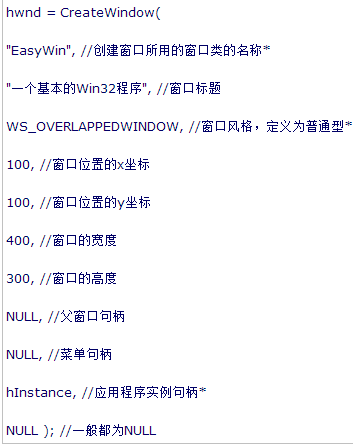 hwnd = CreateWindow(
"EasyWin", //创建窗口所用的窗口类的名称*
"一个基本的Win32程序", //窗口标题
WS_OVERLAPPEDWINDOW, //窗口风格，定义为普通型*
100, //窗口位置的x坐标
100, //窗口位置的y坐标
400, //窗口的宽度
300, //窗口的高度
NULL, //父窗口句柄
NULL, //菜单句柄
hInstance, //应用程序实例句柄*
NULL ); //一般都为NULL